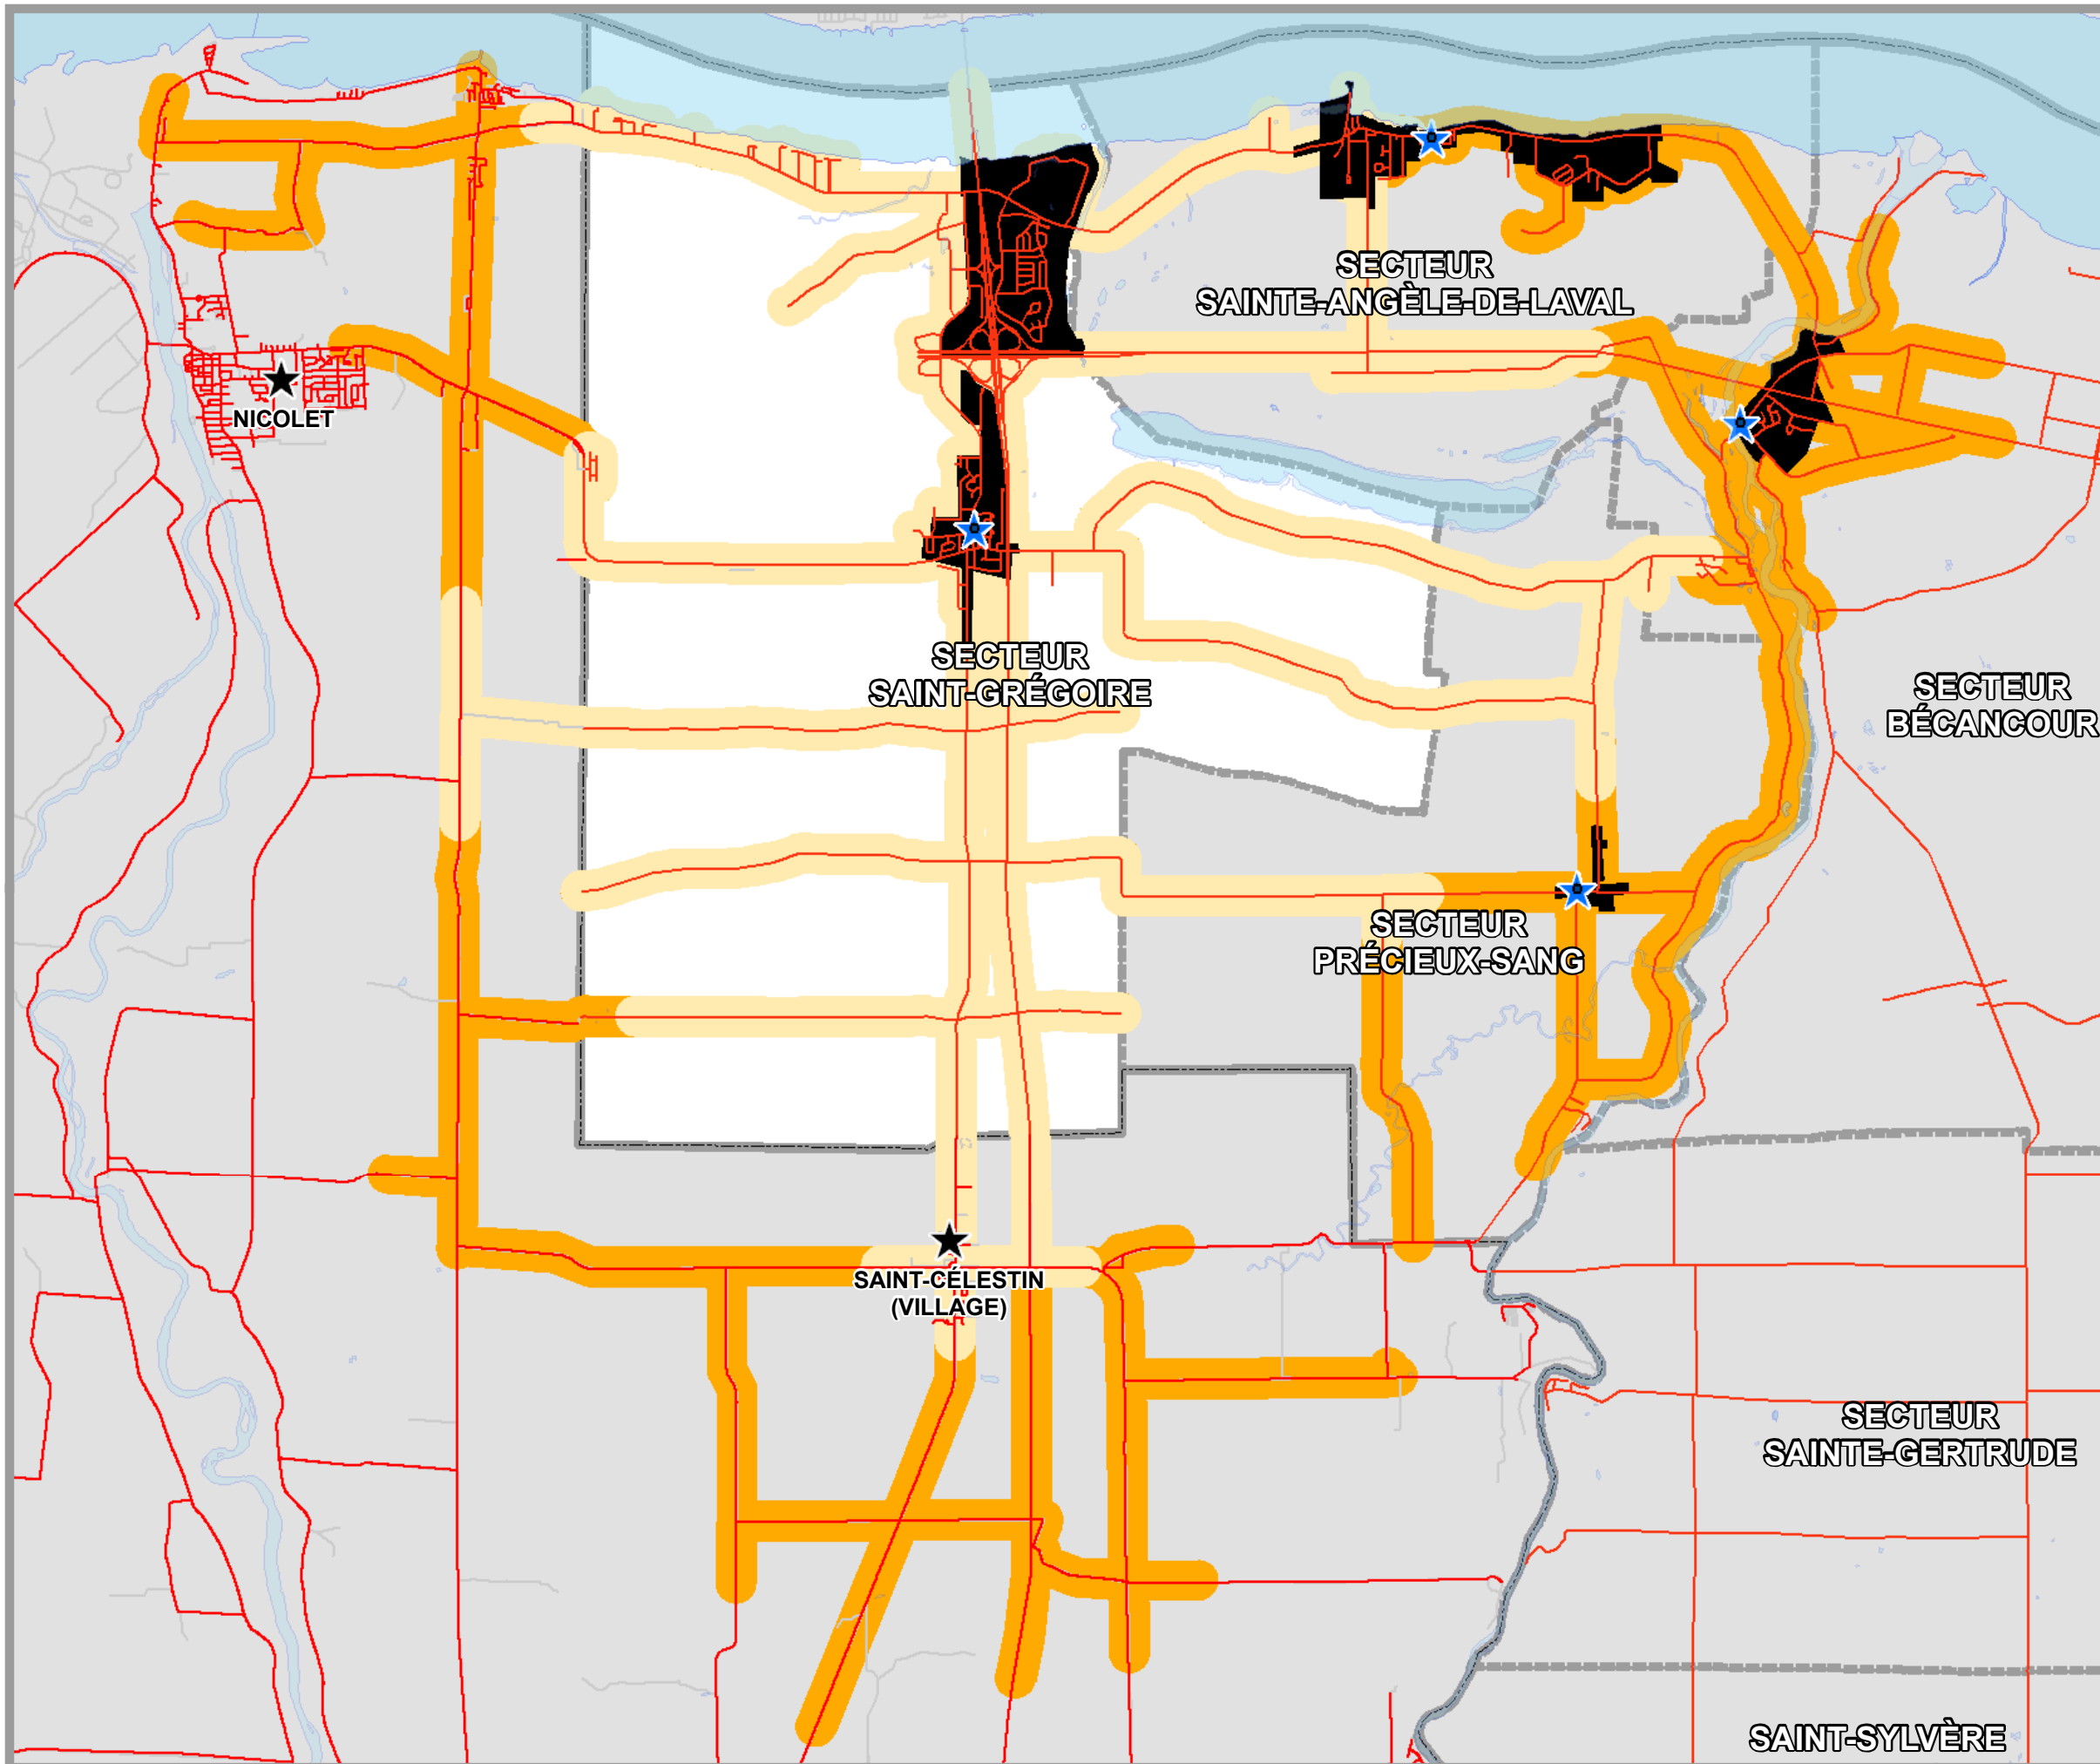 SECTEUR
SAINTE-ANGÈLE-DE-LAVAL
NICOLET
SECTEUR
SAINT-GRÉGOIRE
SECTEUR
BÉCANCOUR
SECTEUR
PRÉCIEUX-SANG
SAINT-CÉLESTIN
(VILLAGE)
SECTEUR
SAINTE-GERTRUDE
SAINT-SYLVÈRE